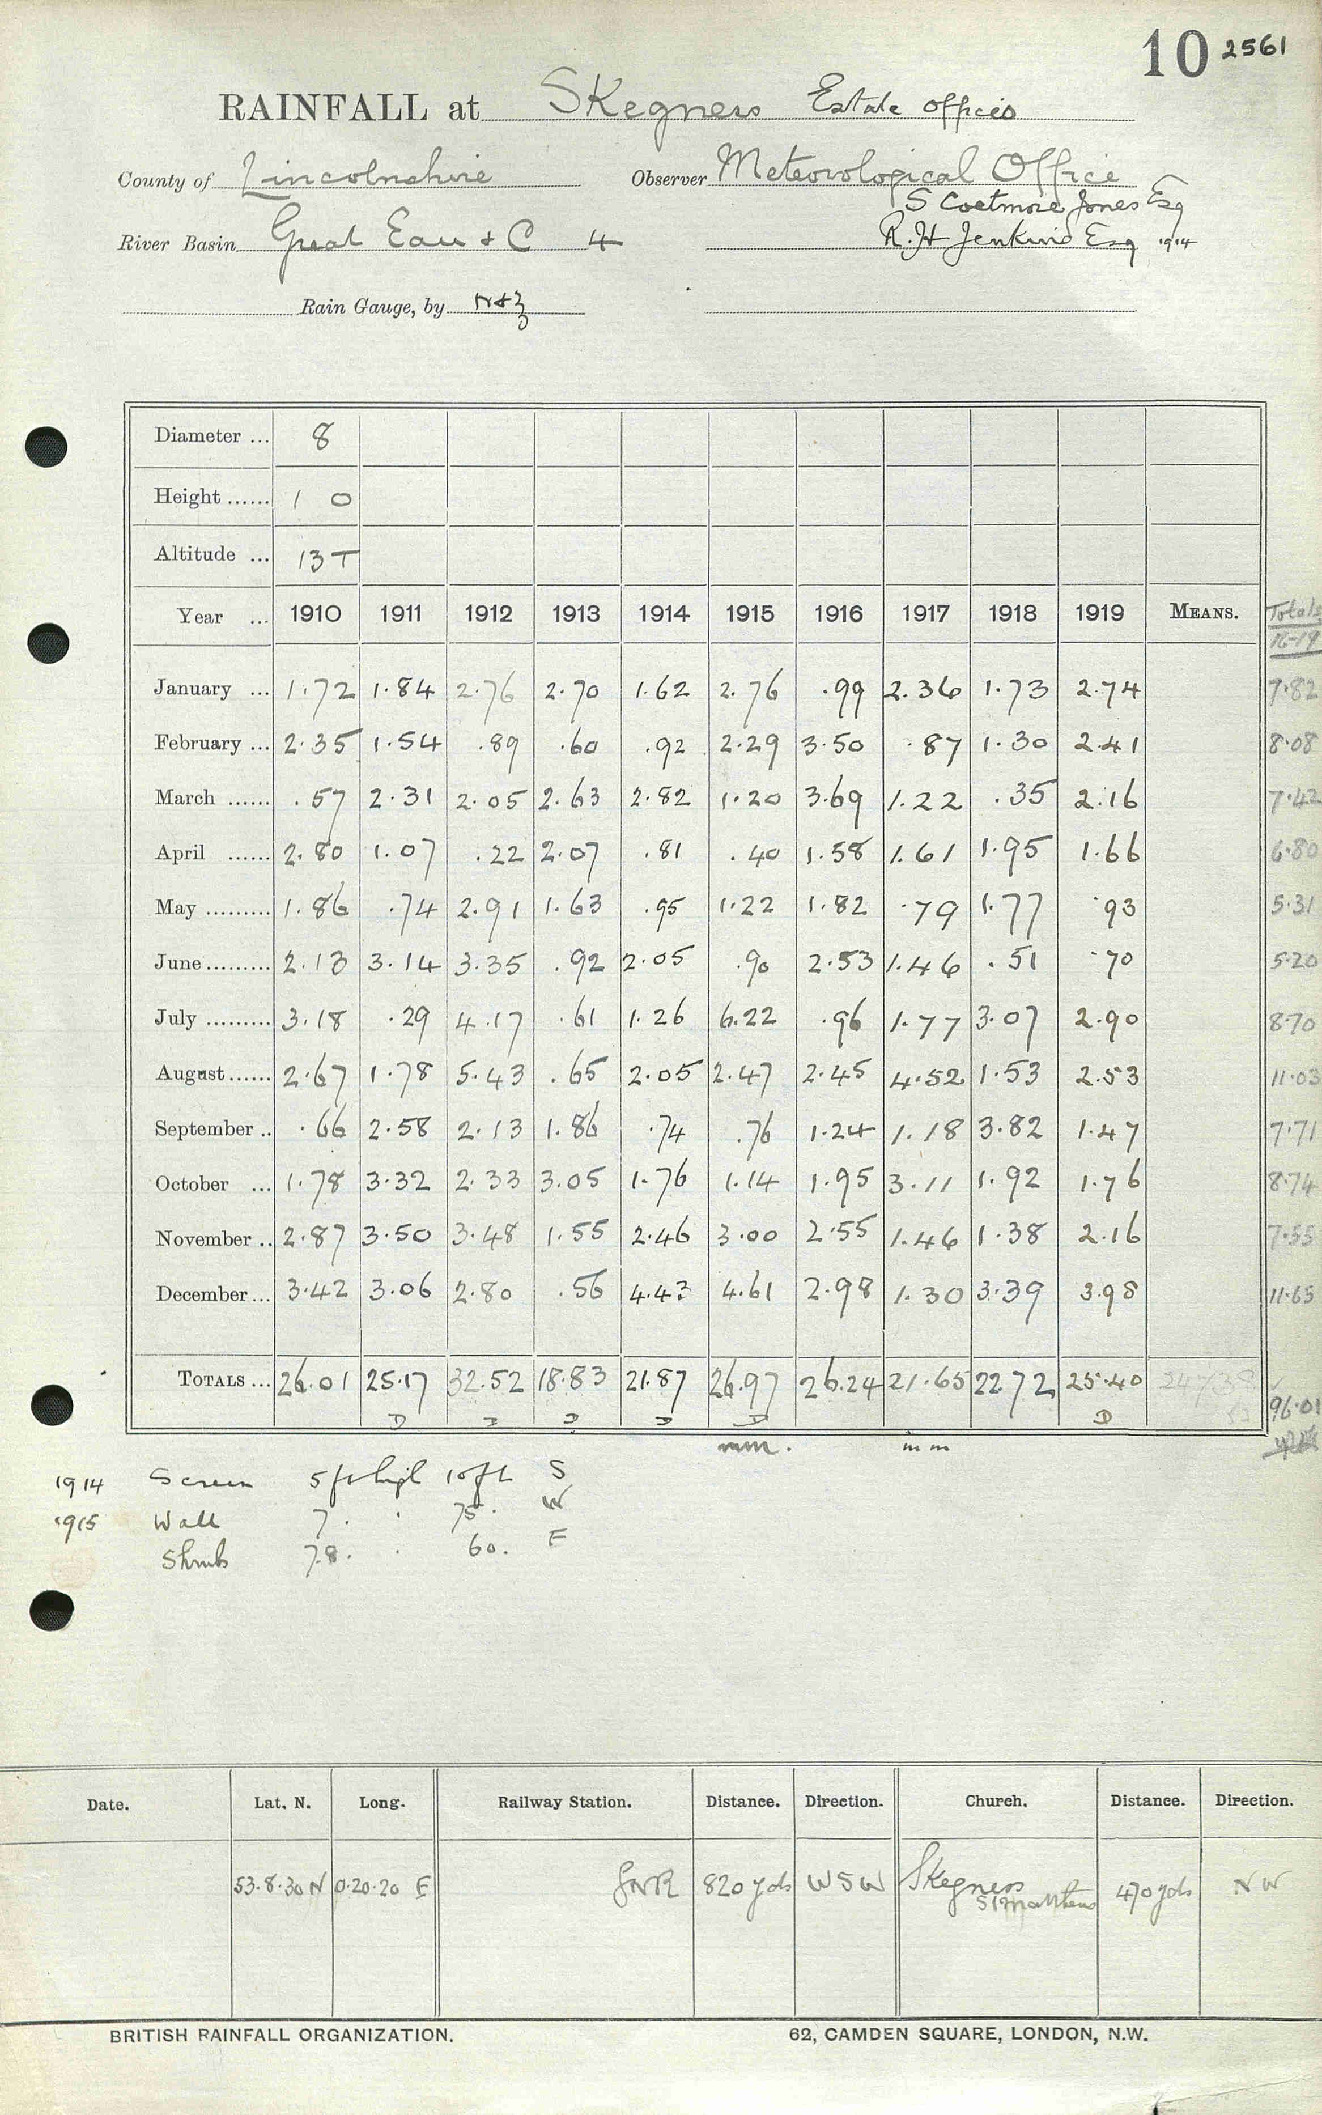 10 2561
RAINFALL at Skegness Estate Offices
County of Lincolnshire Observer Meteorological Office
S Coetmore Jones Esq
River Basin Great Eau & C 4 R. H. Jenkins Esq 1914
Rain Gauge, by N & Z
Diameter ... 8
Height ...... 1 0
Altitude ... 13 T
Year ... 1910 1911 1912 1913 1914 1915 1916 1917 1918 1919 MEANS. Totals 16-19
January ... 1.72 1.84 2.76 2.70 1.62 2.76 .99 2.36 1.73 2.74 7.82
February ... 2.35 1.54 .89 .60 .92 2.29 3.50 .87 1.30 2.41 8.08
March ...... .57 2.31 2.05 2.63 2.82 1.20 3.69 1.22 .35 2.16 7.42
April ...... 2.80 1.07 .22 2.07 .81 .40 1.58 1.61 1.95 1.66 6.80
May ......... 1.86 .74 2.91 1.63 .95 1.22 1.82 .79 1.77 .93 5.31
June ......... 2.13 3.14 3.35 .92 2.05 .90 2.53 1.46 .51 .70 5.20
July ......... 3.18 .29 4.17 .61 1.26 6.22 .96 1.77 3.07 2.90 8.70
August ...... 2.67 1.78 5.43 .65 2.05 2.47 2.45 4.52 1.53 2.53 11.03
September .. .66 2.58 2.13 1.86 .74 .76 1.24 1.18 3.82 1.47 7.71
October ... 1.78 3.32 2.33 3.05 1.76 1.14 1.95 3.11 1.92 1.76 8.74
November .. 2.87 3.50 3.48 1.55 2.46 3.00 2.55 1.46 1.38 2.16 7.55
December ... 3.42 3.06 2.80 .56 4.43 4.61 2.98 1.30 3.39 3.98 11.65
TOTALS ... 26.01 25.17 32.52 18.83 21.87 26.97 26.24 21.65 22.72 25.40 96.01
D D
mm. mm
1914 Screen 5 ft high 10 ft S
1915 Wall 7 . . 75. W
Shrub 7.8. . 60. E
Date. Lat. N. Long. Railway Station. Distance. Direction. Church. Distance. Direction.
53.8.30 N 0.20.20 E GNR 820 yds WSW Skegness St Matthews 470 yds NW
BRITISH RAINFALL ORGANIZATION. 62, CAMDEN SQUARE, LONDON, N.W.